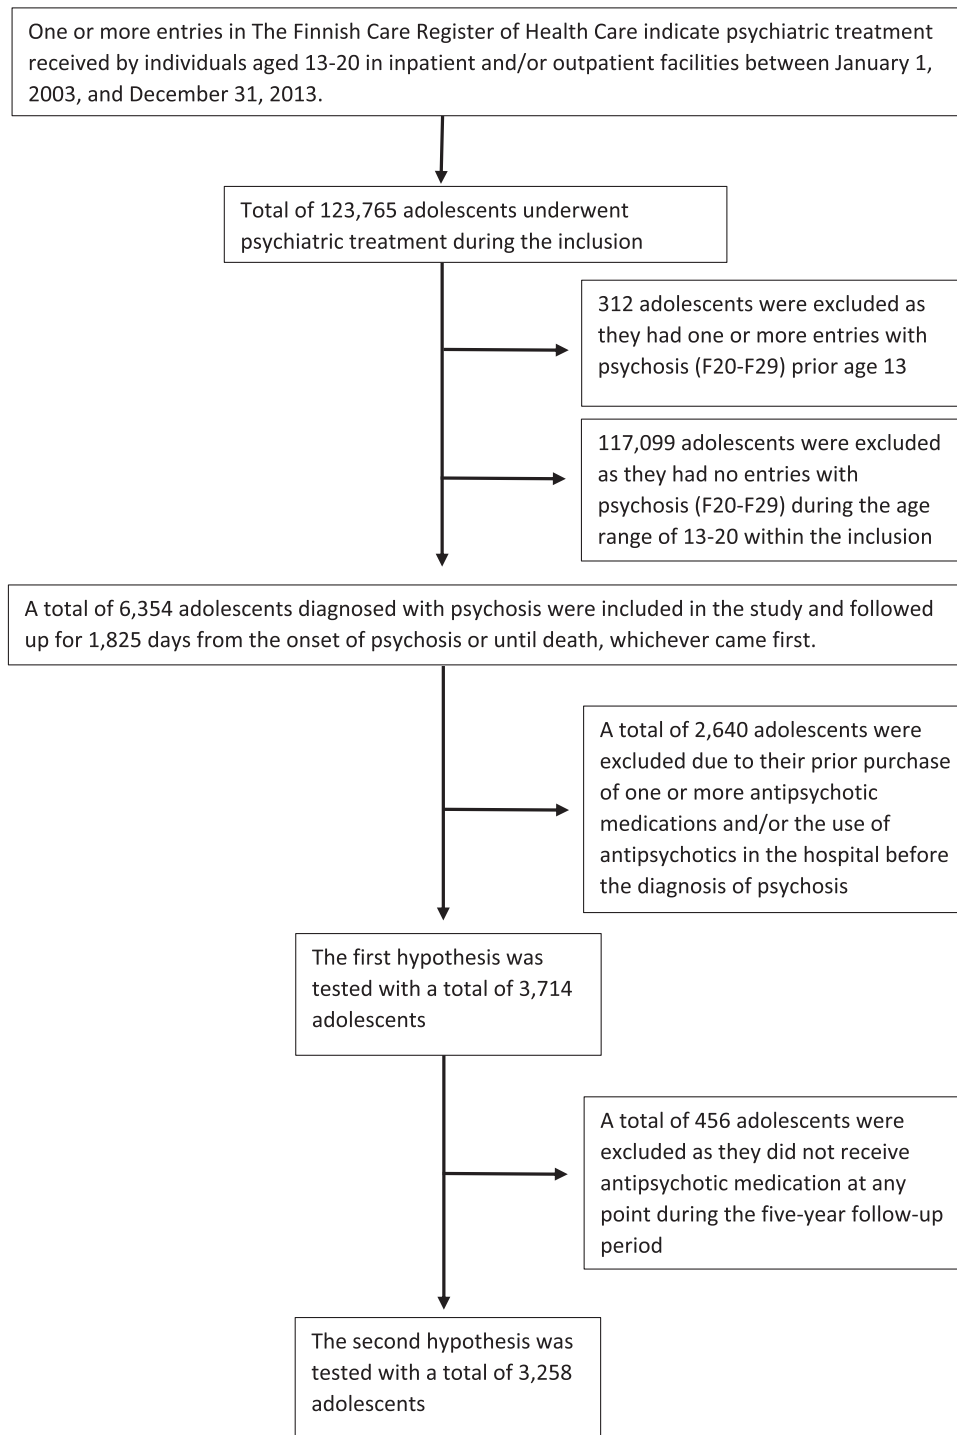 One or more entries in The Finnish Care Register of Health Care indicate psychiatric treatment
received by individuals aged 13-20 in inpatient and/or outpatient facilities between January 1,
2003, and December 31, 2013.
Total of 123,765 adolescents underwent
psychiatric treatment during the inclusion
312 adolescents were excluded as
they had one or more entries with
psychosis (F20-F29) prior age 13
117,099 adolescents were excluded
as they had no entries with
psychosis (F20-F29) during the age
range of 13-20 within the inclusion
A total of 6,354 adolescents diagnosed with psychosis were included in the study and followed
up for 1,825 days from the onset of psychosis or until death, whichever came first.
A total of 2,640 adolescents were
excluded due to their prior purchase
of one or more antipsychotic
medications and/or the use of
antipsychotics in the hospital before
the diagnosis of psychosis
The first hypothesis was
tested with a total of 3,714
adolescents
A total of 456 adolescents were
excluded as they did not receive
antipsychotic medication at any
point during the five-year follow-up
period
The second hypothesis was
tested with a total of 3,258
adolescents